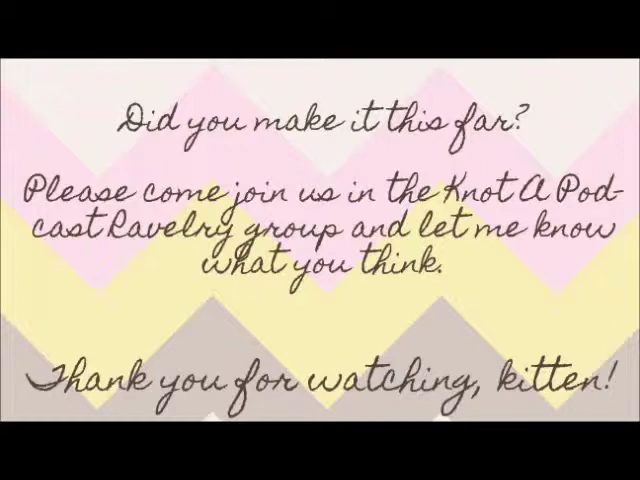 Did you make it this far?
Please come join us in the Knot A Pod-
cast Ravelry group and let me know
what you think.
Thank you for watching, kitten!